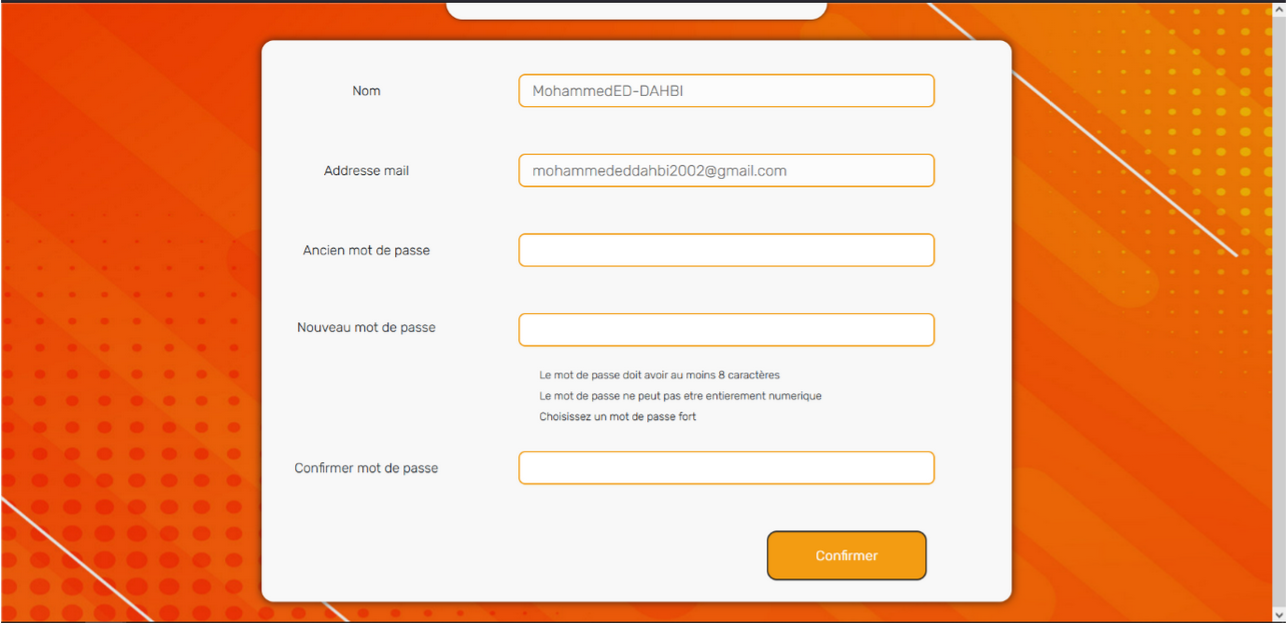 Nom
MohammedED-DAHBI
Addresse mail
mohammededdahbi2002@gmail.com
Ancien mot de passe
Nouveau mot de passe
Le mot de passe doit avoir au moins 8 caractères
Le mot de passe ne peut pas etre entierement numerique
Choisissez un mot de passe fort
Confirmer mot de passe
Confirmer